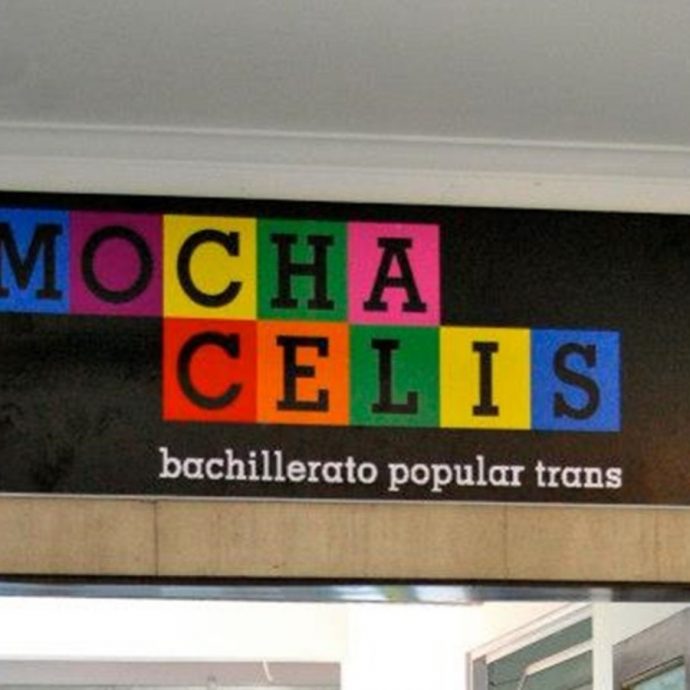 MOCHA
CELIS
bachillerato popular trans